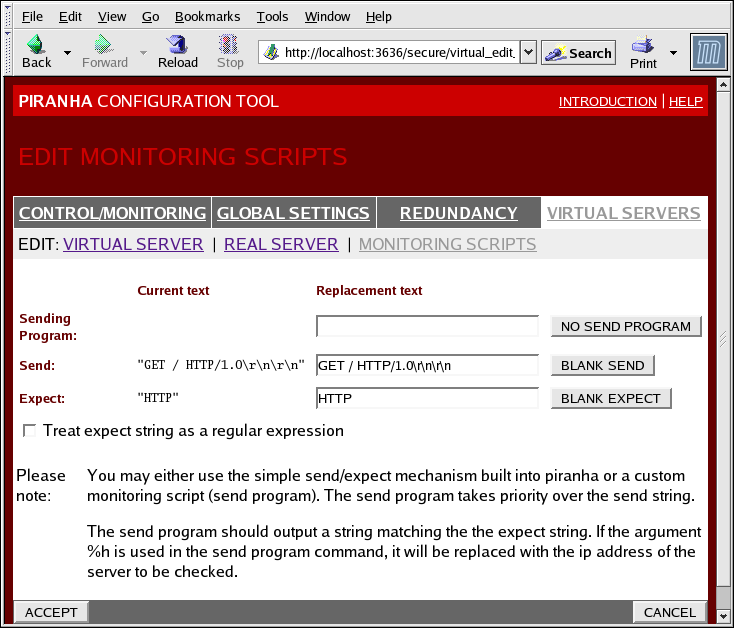 File Edit View Go Bookmarks Tools Window Help
Back Forward Reload Stop http://localhost:3636/secure/virtual_edit_ Search Print
PIRANHA CONFIGURATION TOOL INTRODUCTION | HELP
EDIT MONITORING SCRIPTS
CONTROL/MONITORING GLOBAL SETTINGS REDUNDANCY VIRTUAL SERVERS
EDIT: VIRTUAL SERVER | REAL SERVER | MONITORING SCRIPTS
Current text Replacement text
Sending
Program: NO SEND PROGRAM
Send: "GET / HTTP/1.0\r\n\r\n" GET / HTTP/1.0\r\n\r\n BLANK SEND
Expect: "HTTP" HTTP BLANK EXPECT
Treat expect string as a regular expression
Please You may either use the simple send/expect mechanism built into piranha or a custom
note: monitoring script (send program). The send program takes priority over the send string.
The send program should output a string matching the the expect string. If the argument
%h is used in the send program command, it will be replaced with the ip address of the
server to be checked.
ACCEPT CANCEL